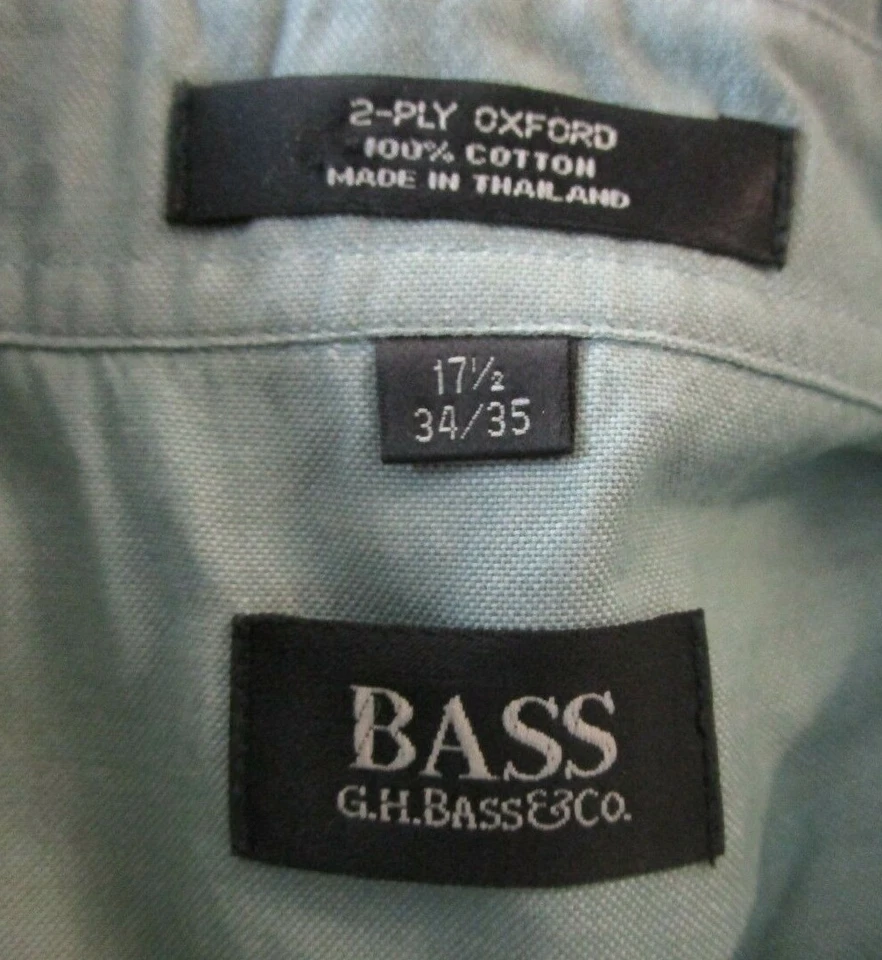 2-PLY OXFORD
100% COTTON
MADE IN THAILAND
17½
34/35
BASS
G.H.BASS&CO.